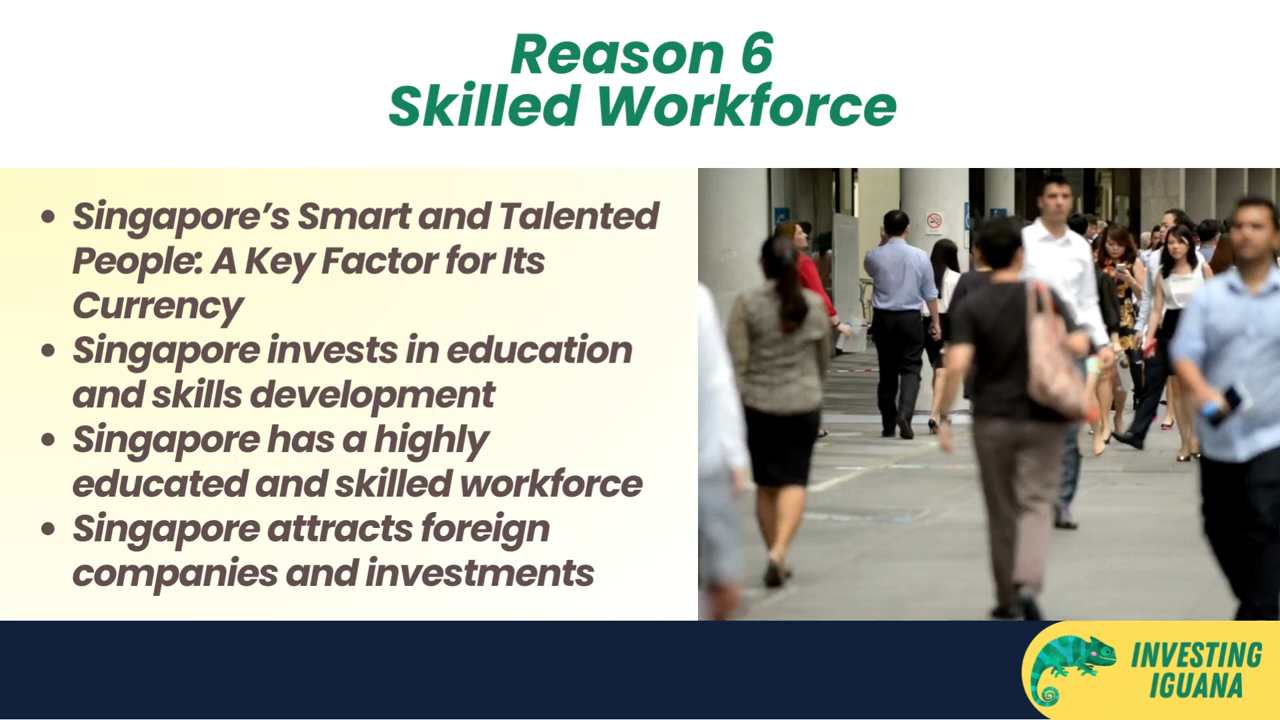 Reason 6
Skilled Workforce
• Singapore’s Smart and Talented
People: A Key Factor for Its
Currency
• Singapore invests in education
and skills development
• Singapore has a highly
educated and skilled workforce
• Singapore attracts foreign
companies and investments
INVESTING
IGUANA